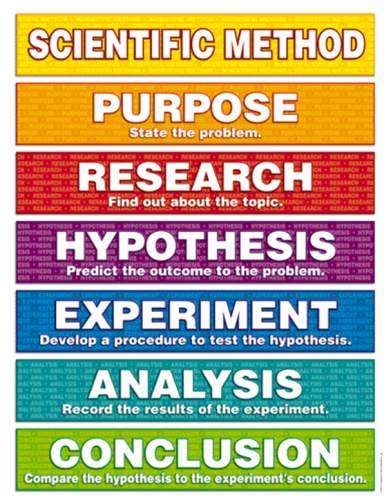 SCIENTIFIC METHOD
PURPOSE
State the problem.
RESEARCH
Find out about the topic.
HYPOTHESIS
Predict the outcome to the problem.
EXPERIMENT
Develop a procedure to test the hypothesis.
ANALYSIS
Record the results of the experiment.
CONCLUSION
Compare the hypothesis to the experiment's conclusion.